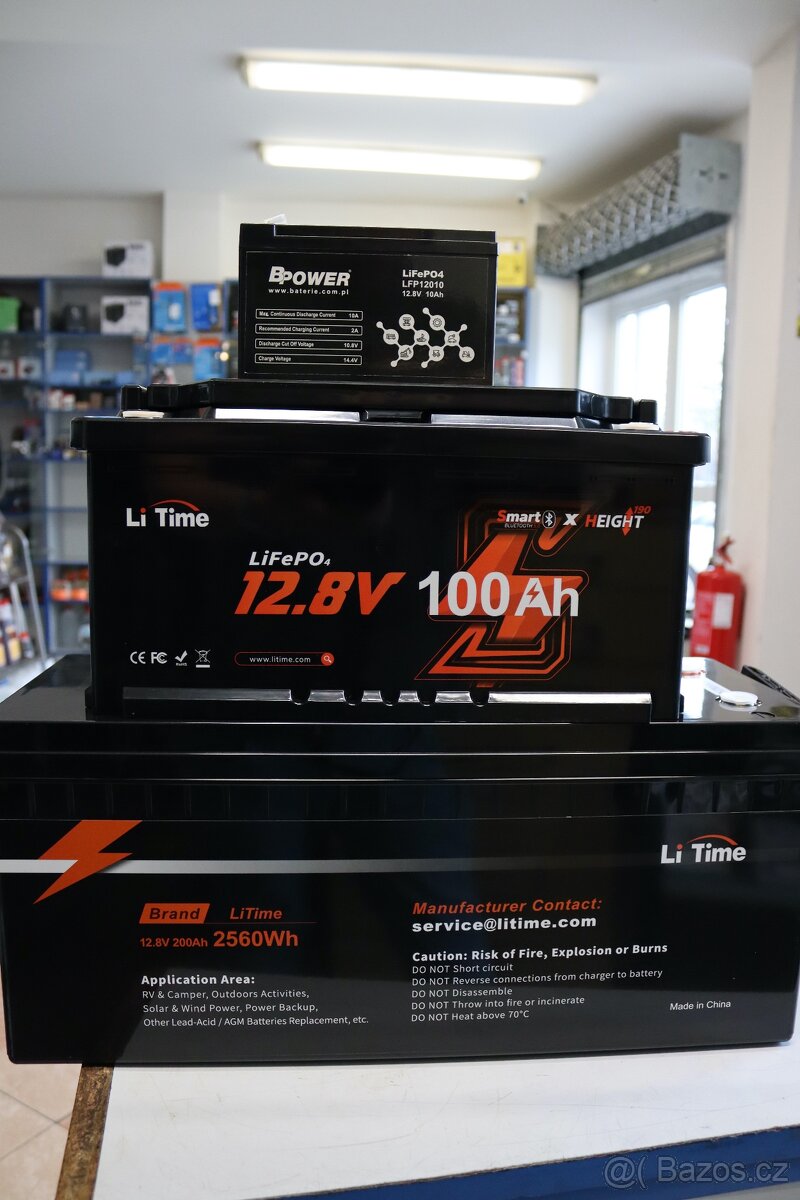 BPOWER
www.baterie.com.pl
LiFePO4
LFP12010
12.8V 10Ah
Max. Continuous Discharge Current 10A
Recommended Charging Current 2A
Discharge Cut Off Voltage 10.8V
Charge Voltage 14.4V
Li Time
Smart X HEIGHT 190
BLUETOOTH
LiFePO4
12.8V 100Ah
CE FC RoHS
www.litime.com
Li Time
Brand LiTime
12.8V 200Ah 2560Wh
Application Area:
RV & Camper, Outdoors Activities,
Solar & Wind Power, Power Backup,
Other Lead-Acid / AGM Batteries Replacement, etc.
Manufacturer Contact:
service@litime.com
Caution: Risk of Fire, Explosion or Burns
DO NOT Short circuit
DO NOT Reverse connections from charger to battery
DO NOT Disassemble
DO NOT Throw into fire or incinerate
DO NOT Heat above 70°C
Made in China
@( Bazos.cz